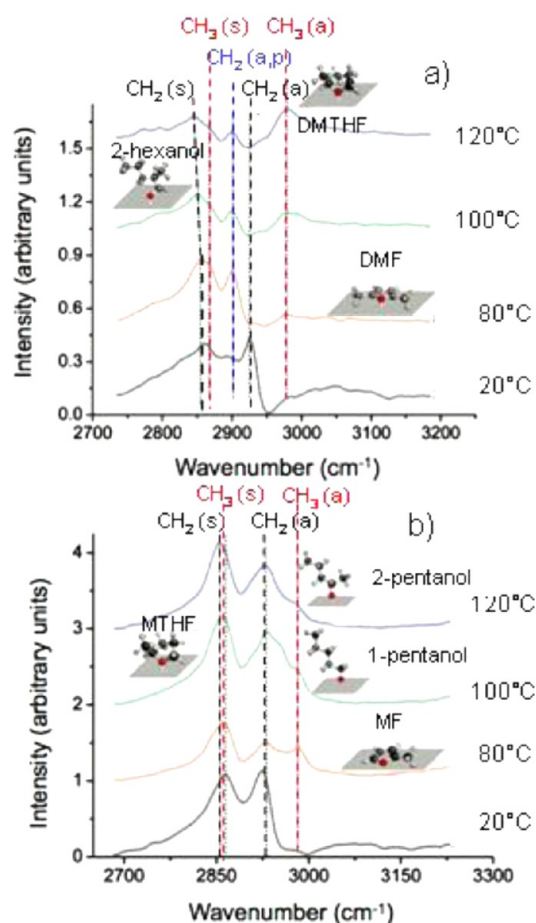 CH₃(s) CH₃(a)
CH₂(a,p)
CH₂(s) CH₂(a)
a)
DMTHF
120°C
2-hexanol
100°C
DMF
80°C
20°C
Intensity (arbitrary units)
1.5
1.2
0.9
0.6
0.3
0.0
2700 2800 2900 3000 3100 3200
Wavenumber (cm⁻¹)
CH₃(s) CH₃(a)
CH₂(s) CH₂(a)
b)
2-pentanol
120°C
MTHF
1-pentanol
100°C
MF
80°C
20°C
Intensity (arbitrary units)
4
3
2
1
0
2700 2850 3000 3150 3300
Wavenumber (cm⁻¹)